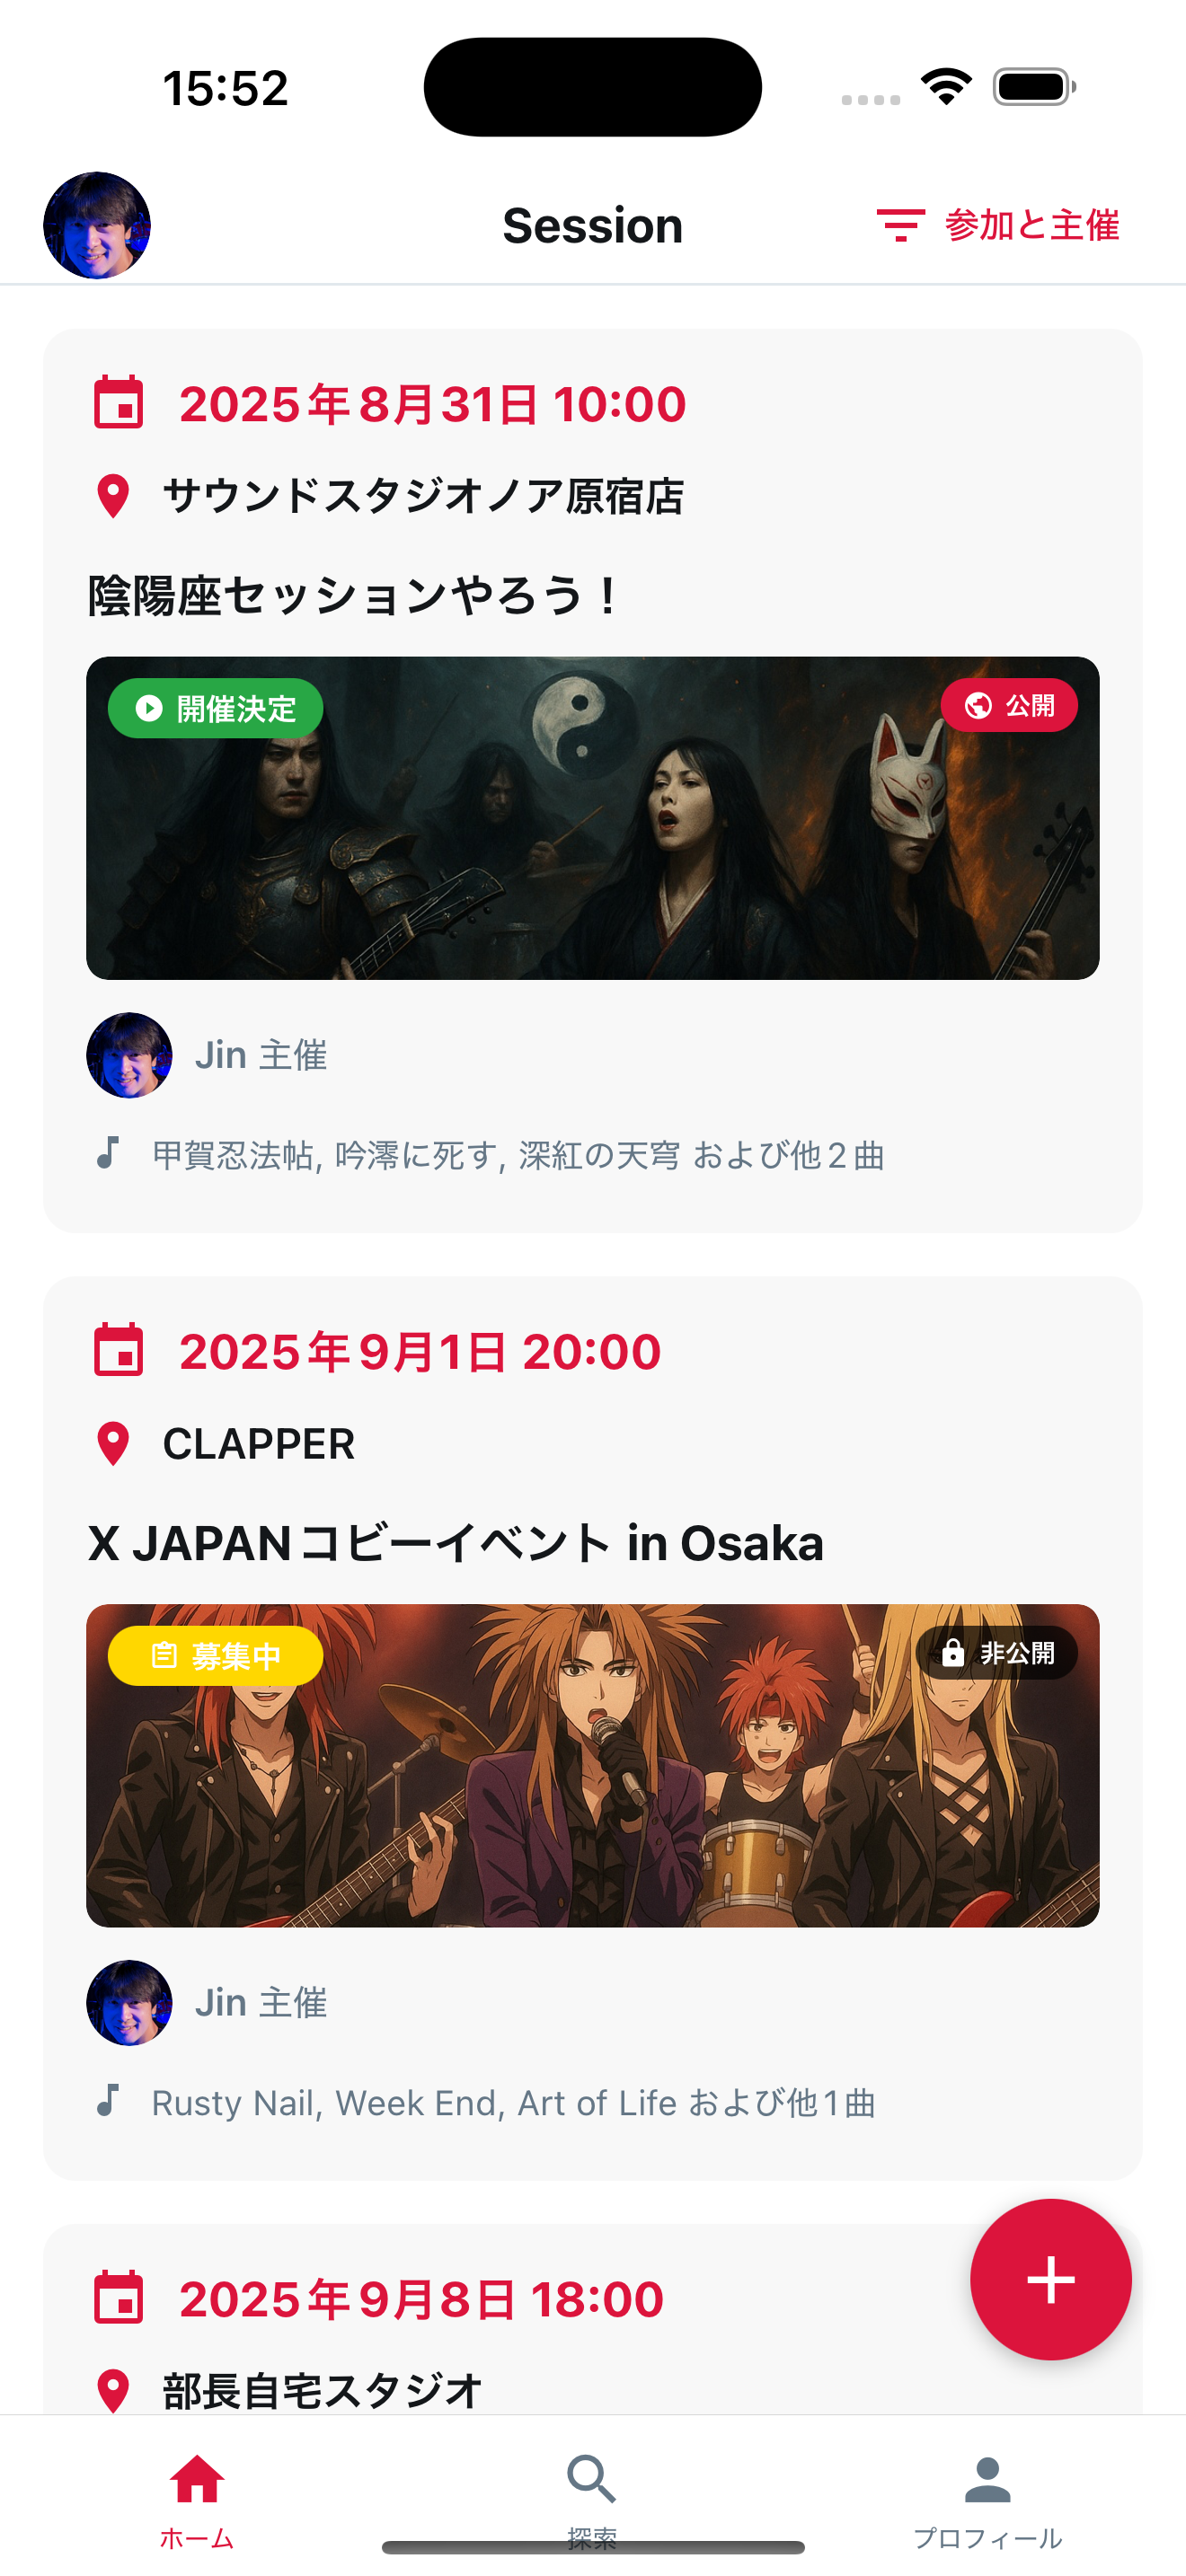 15:52
Session
参加と主催
2025年8月31日 10:00
サウンドスタジオノア原宿店
陰陽座セッションやろう！
開催決定
公開
Jin 主催
甲賀忍法帖, 吟澪に死す, 深紅の天穹 および他2曲
2025年9月1日 20:00
CLAPPER
X JAPANコビーイベント in Osaka
募集中
非公開
Jin 主催
Rusty Nail, Week End, Art of Life および他1曲
2025年9月8日 18:00
部長自宅スタジオ
ホーム
探索
プロフィール